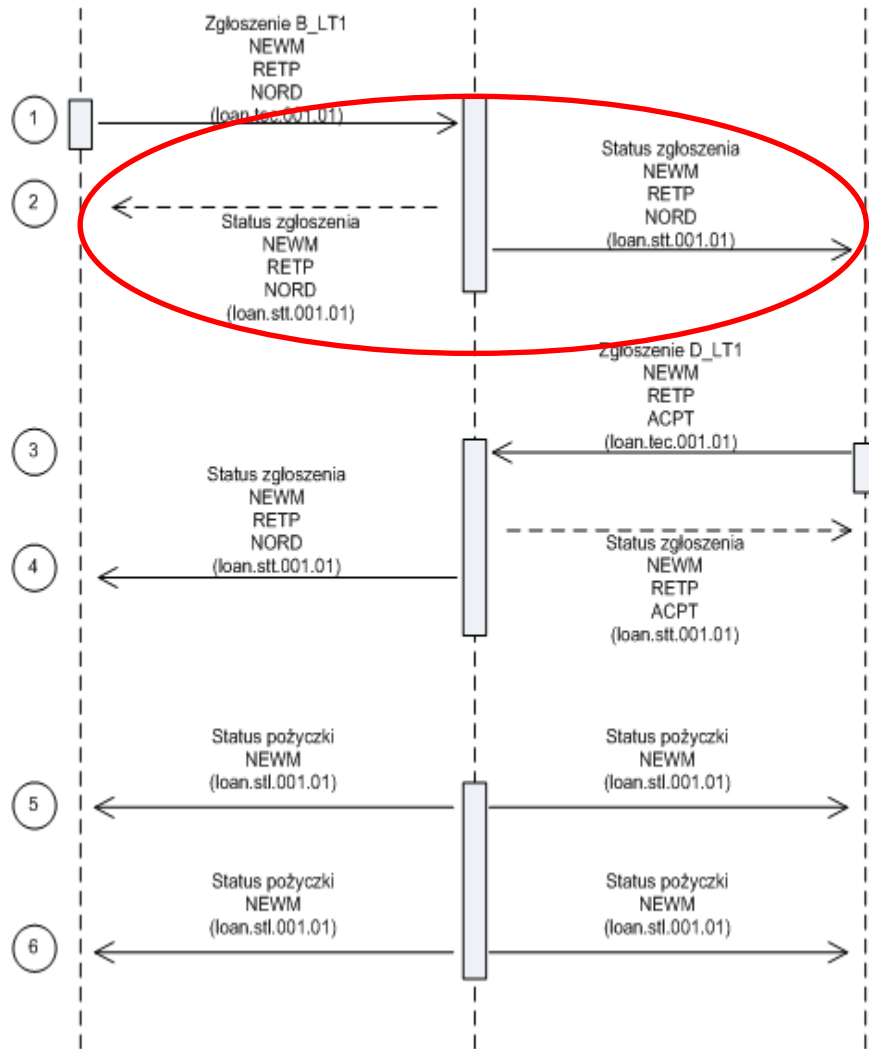 Zgłoszenie B_LT1
NEWM
RETP
NORD
(loan.tec.001.01)
1
Status zgłoszenia
NEWM
RETP
NORD
(loan.stt.001.01)
2
Status zgłoszenia
NEWM
RETP
NORD
(loan.stt.001.01)
Zgłoszenie D_LT1
NEWM
RETP
ACPT
(loan.tec.001.01)
3
Status zgłoszenia
NEWM
RETP
NORD
(loan.stt.001.01)
4
Status zgłoszenia
NEWM
RETP
ACPT
(loan.stt.001.01)
Status pożyczki
NEWM
(loan.stl.001.01)
Status pożyczki
NEWM
(loan.stl.001.01)
5
Status pożyczki
NEWM
(loan.stl.001.01)
Status pożyczki
NEWM
(loan.stl.001.01)
6